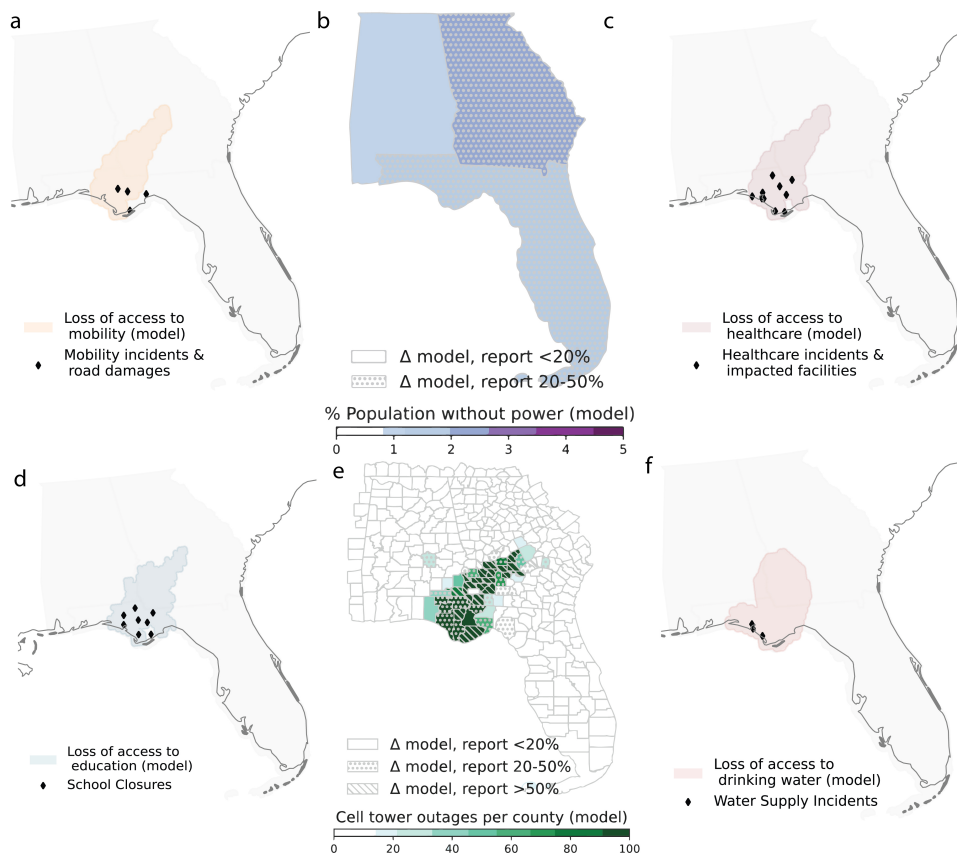 a
Loss of access to
mobility (model)
Mobility incidents &
road damages
b
Δ model, report <20%
Δ model, report 20-50%
% Population without power (model)
0 1 2 3 4 5
c
Loss of access to
healthcare (model)
Healthcare incidents &
impacted facilities
d
Loss of access to
education (model)
School Closures
e
Δ model, report <20%
Δ model, report 20-50%
Δ model, report >50%
Cell tower outages per county (model)
0 20 40 60 80 100
f
Loss of access to
drinking water (model)
Water Supply Incidents